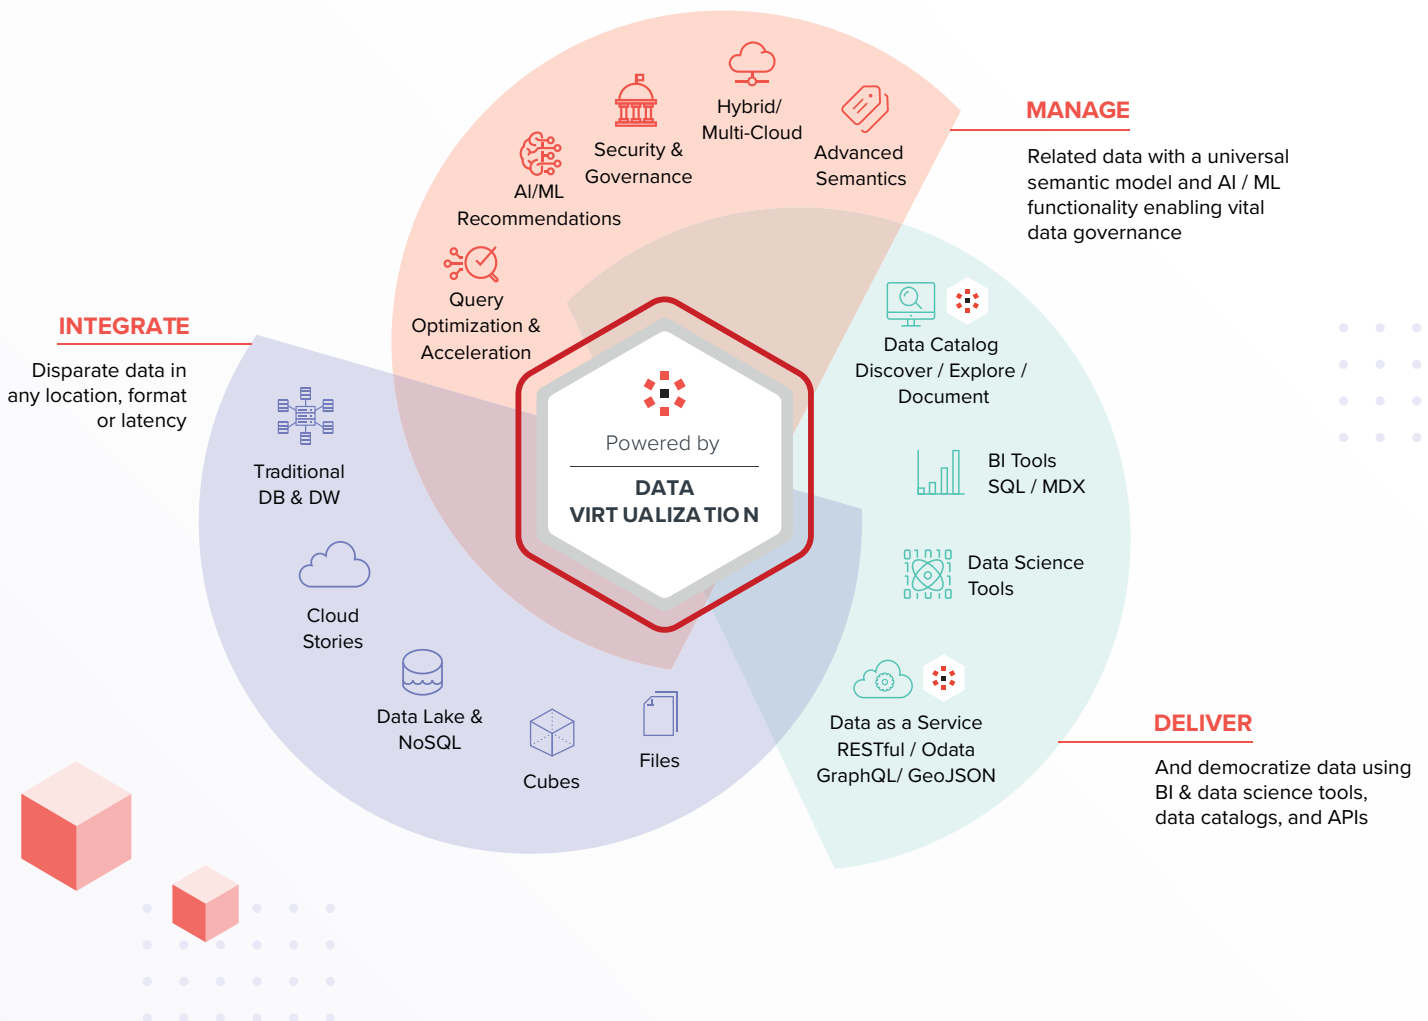 Hybrid/
Multi-Cloud
Security &
Governance
Advanced
Semantics
AI/ML
Recommendations
Query
Optimization &
Acceleration
MANAGE
Related data with a universal
semantic model and AI / ML
functionality enabling vital
data governance
INTEGRATE
Disparate data in
any location, format
or latency
Traditional
DB & DW
Cloud
Stories
Data Lake &
NoSQL
Cubes
Files
Powered by
DATA
VIRTUALIZATION
Data Catalog
Discover / Explore /
Document
BI Tools
SQL / MDX
Data Science
Tools
Data as a Service
RESTful / Odata
GraphQL/ GeoJSON
DELIVER
And democratize data using
BI & data science tools,
data catalogs, and APIs